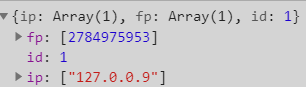 ▼{ip: Array(1), fp: Array(1), id: 1}
▶ fp: [2784975953]
id: 1
▶ ip: ["127.0.0.9"]